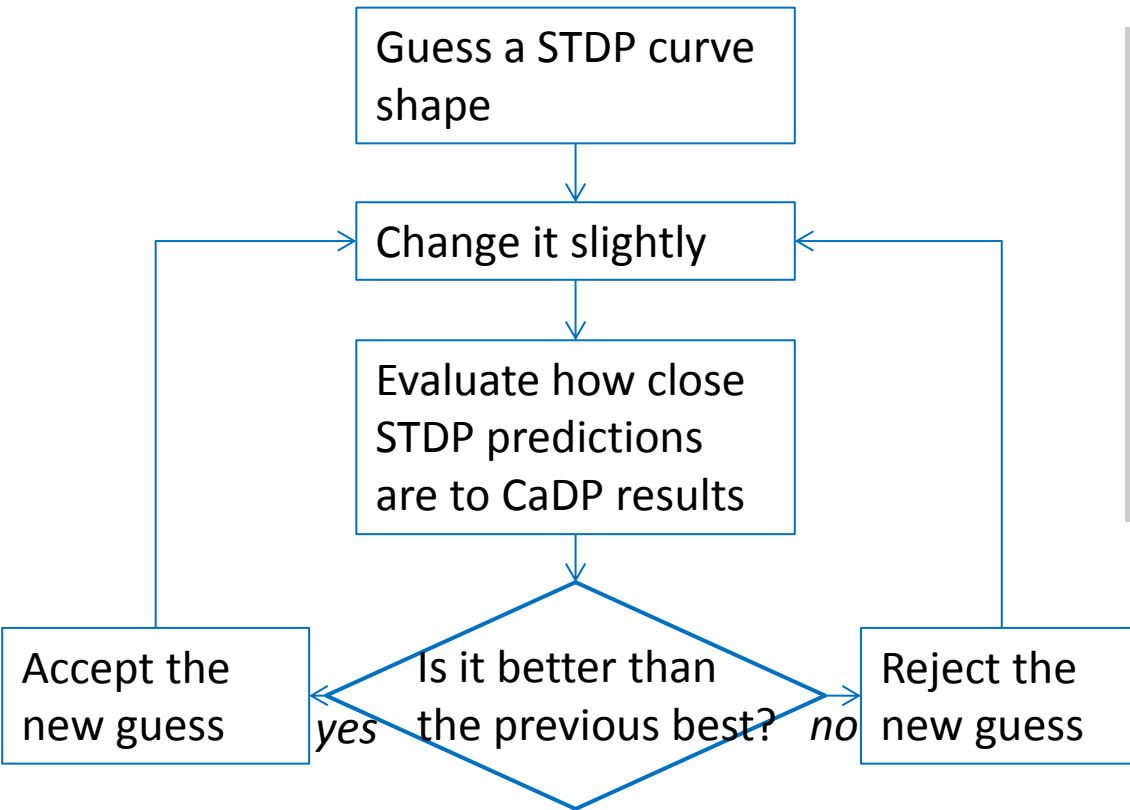 Guess a STDP curve
shape
Change it slightly
Evaluate how close
STDP predictions
are to CaDP results
Accept the
new guess
yes
Is it better than
the previous best?
no
Reject the
new guess